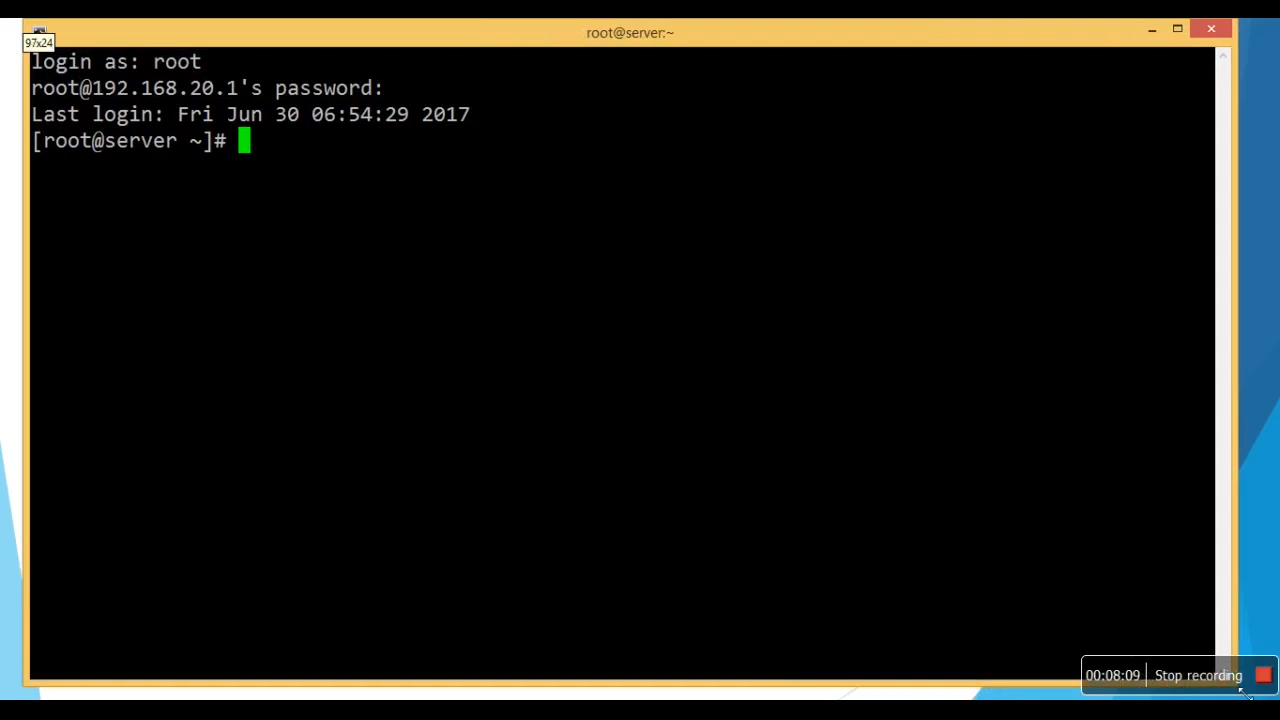 root@server:~
97x24
login as: root
root@192.168.20.1's password:
Last login: Fri Jun 30 06:54:29 2017
[root@server ~]#
00:08:09 Stop recording